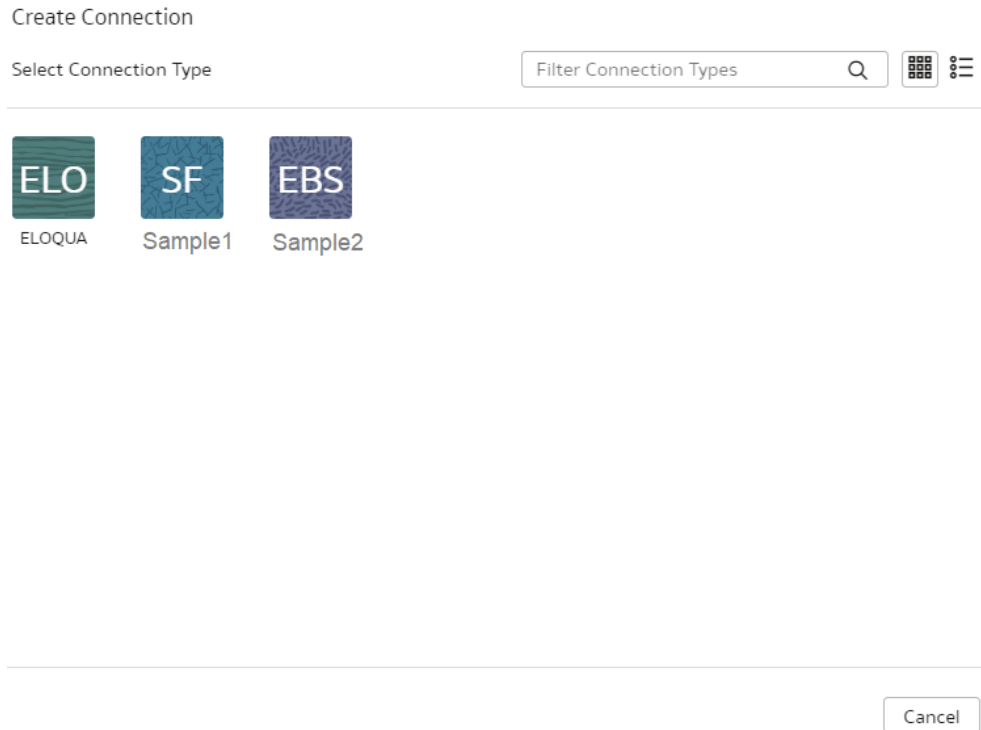 Create Connection
Select Connection Type
Filter Connection Types
ELO
SF
EBS
ELOQUA
Sample1
Sample2
Cancel